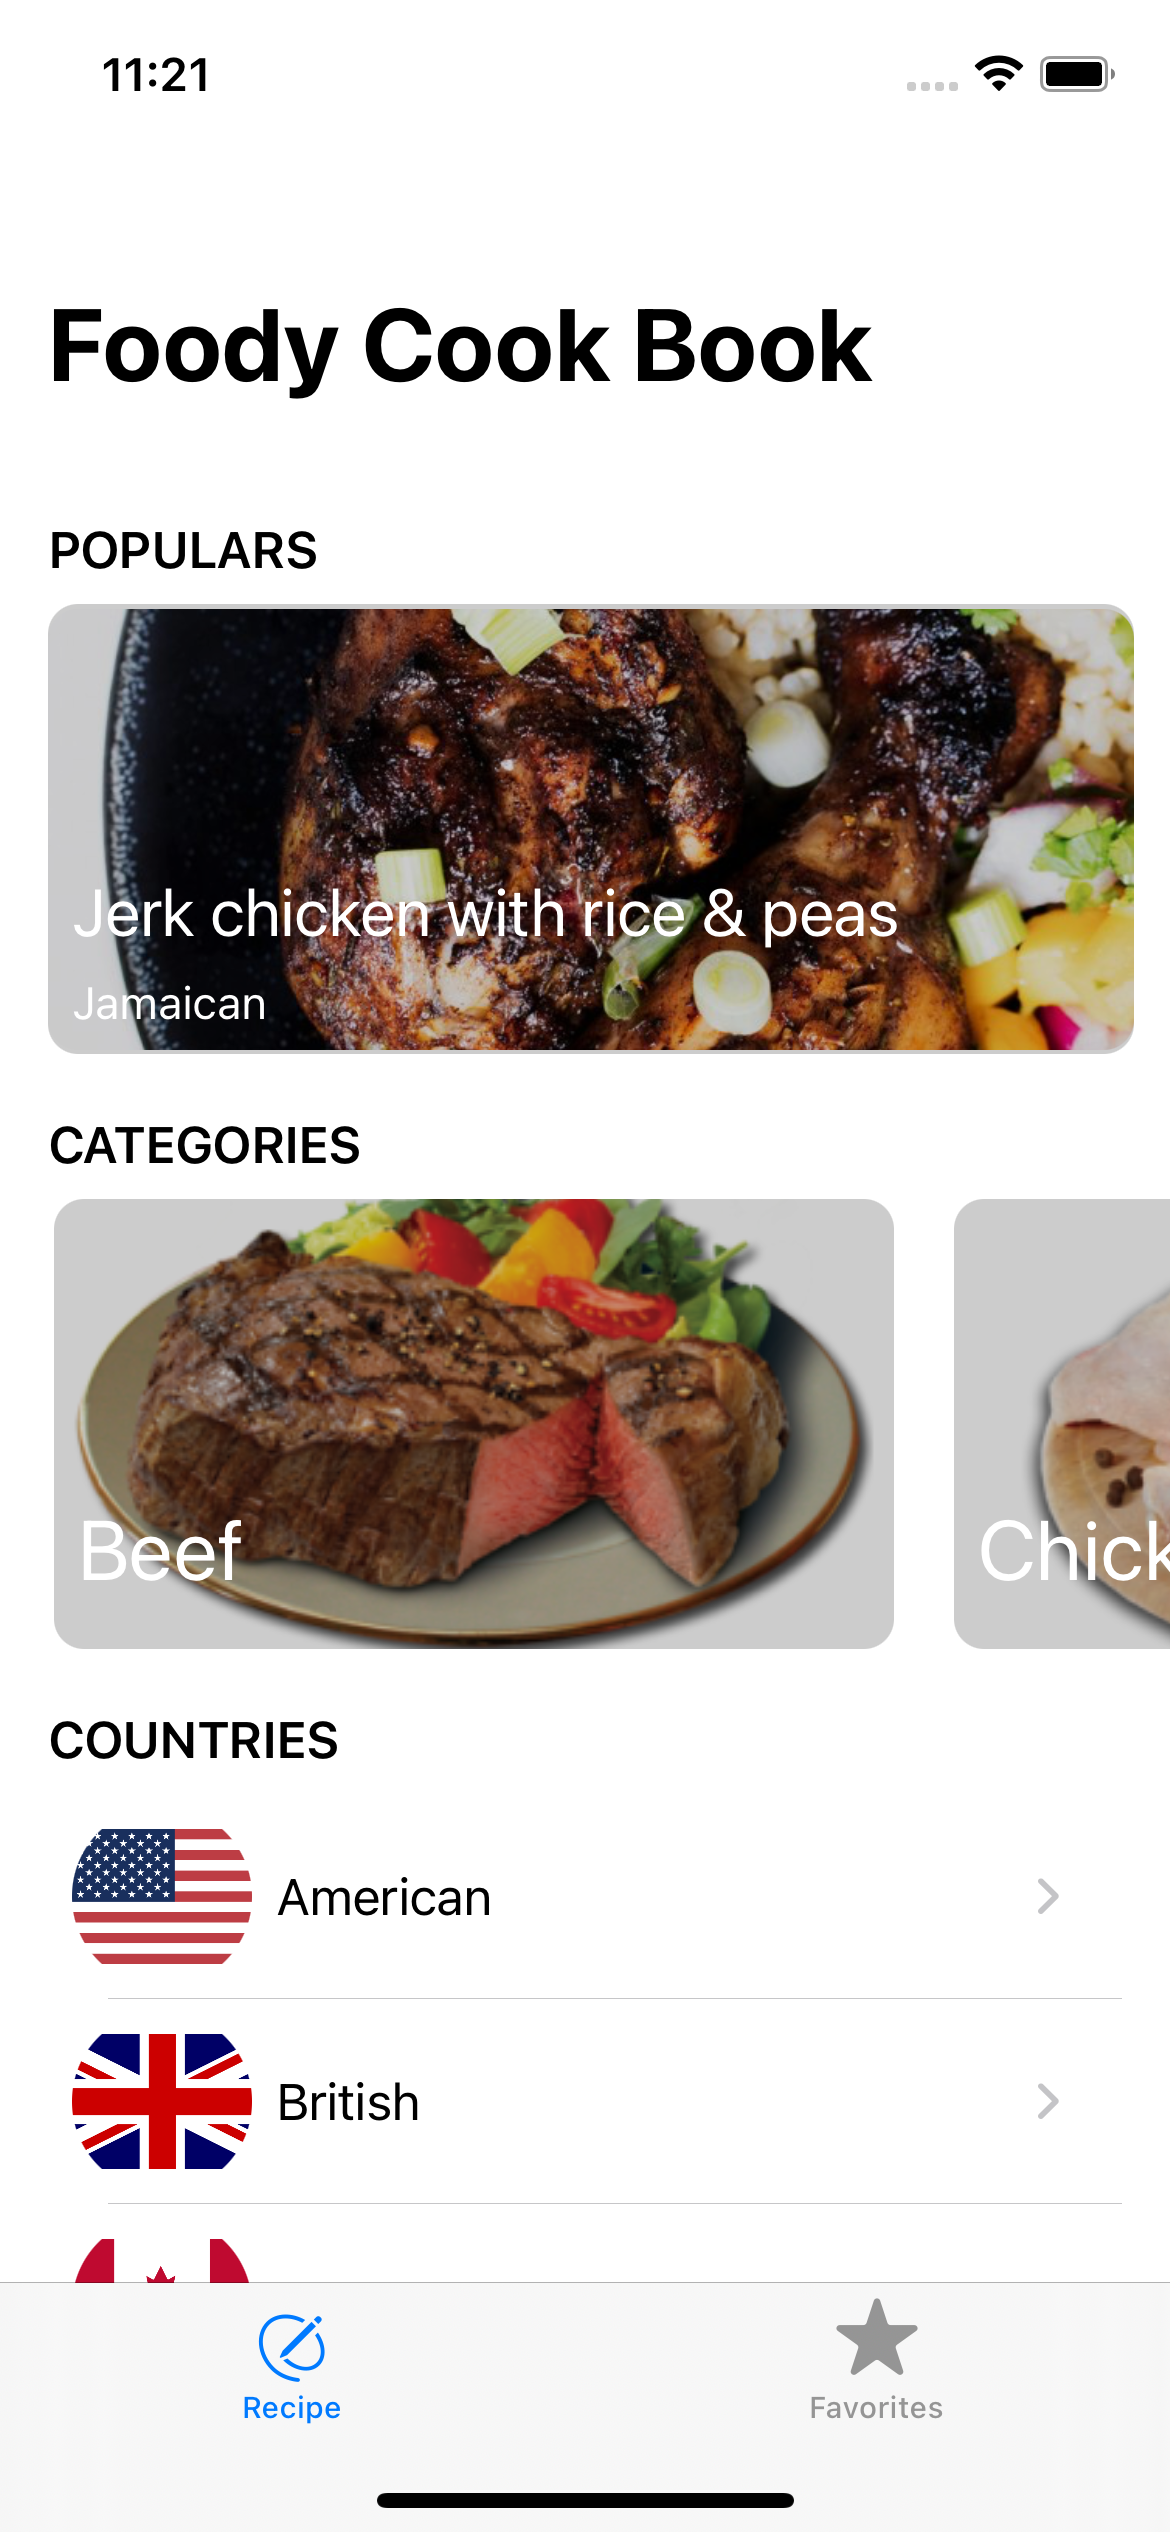 11:21
Foody Cook Book
POPULARS
Jerk chicken with rice & peas
Jamaican
CATEGORIES
Beef
Chick
COUNTRIES
American
British
Recipe
Favorites